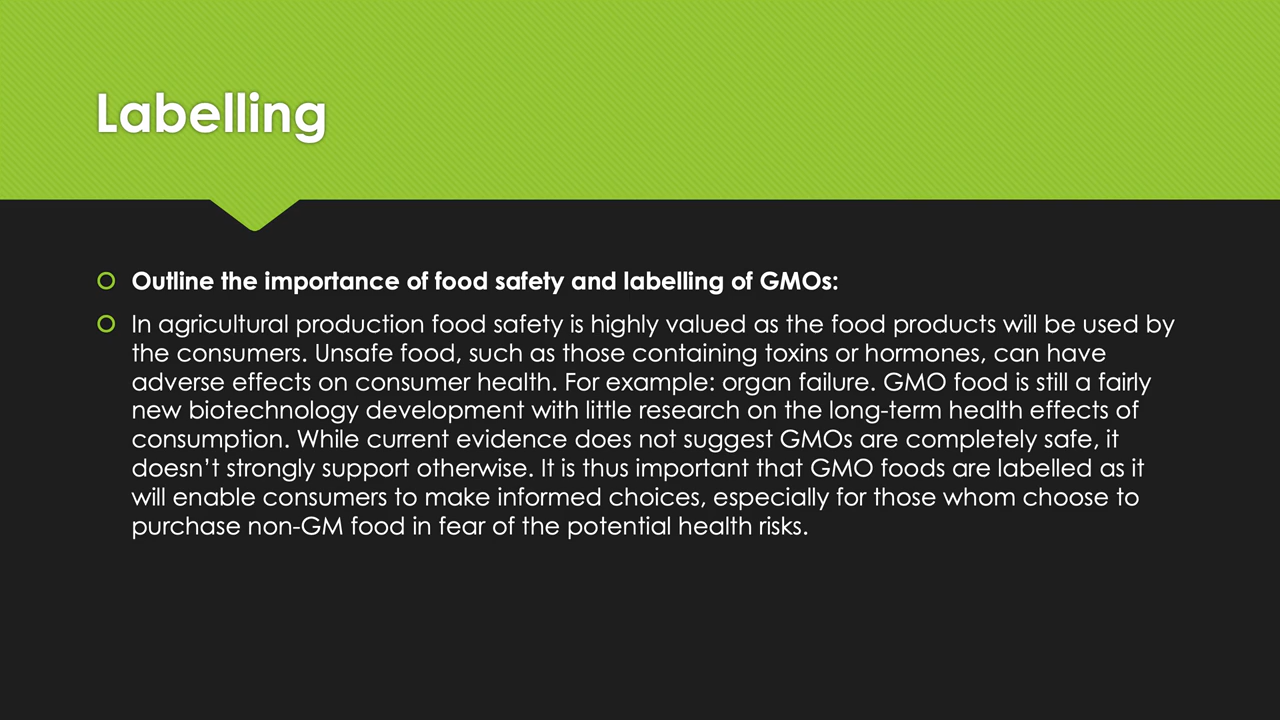 Labelling
Outline the importance of food safety and labelling of GMOs:
In agricultural production food safety is highly valued as the food products will be used by
the consumers. Unsafe food, such as those containing toxins or hormones, can have
adverse effects on consumer health. For example: organ failure. GMO food is still a fairly
new biotechnology development with little research on the long-term health effects of
consumption. While current evidence does not suggest GMOs are completely safe, it
doesn’t strongly support otherwise. It is thus important that GMO foods are labelled as it
will enable consumers to make informed choices, especially for those whom choose to
purchase non-GM food in fear of the potential health risks.